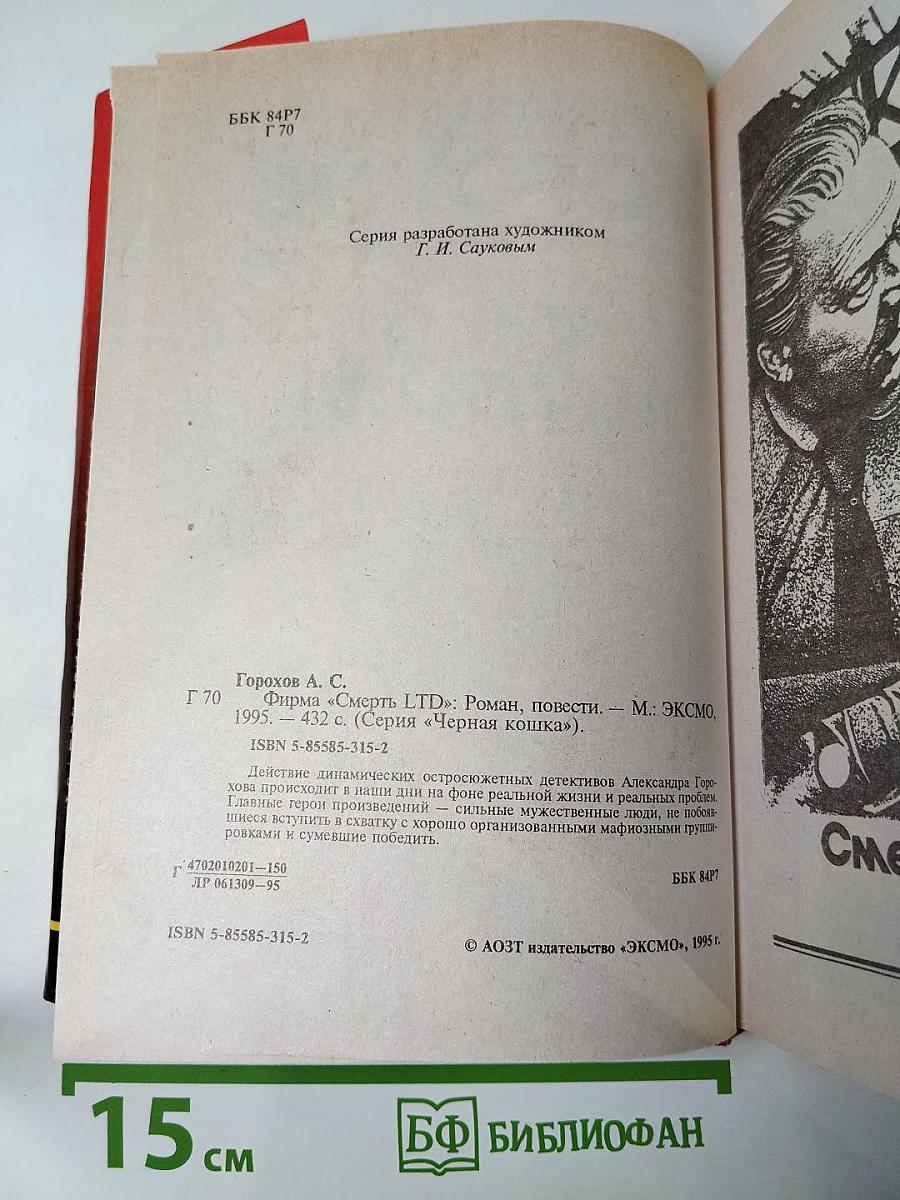 ББК 84Р7
Г 70
Серия разработана художником
Г. И. Сауковым
Горохов А. С.
Г 70 Фирма «Смерть LTD»: Роман, повести. — М.: ЭКСМО,
1995. — 432 с. (Серия «Черная кошка»).
ISBN 5-85585-315-2
Действие динамических остросюжетных детективов Александра Горо-
хова происходит в наши дни на фоне реальной жизни и реальных проблем.
Главные герои произведений — сильные мужественные люди, не побояв-
шиеся вступить в схватку с хорошо организованными мафиозными группи-
ровками и сумевшие победить.
Г 4702010201—150
ЛР 061309—95
ББК 84Р7
ISBN 5-85585-315-2
© АОЗТ издательство «ЭКСМО», 1995 г.
Сме
15 см
БФ БИБЛИОФАН